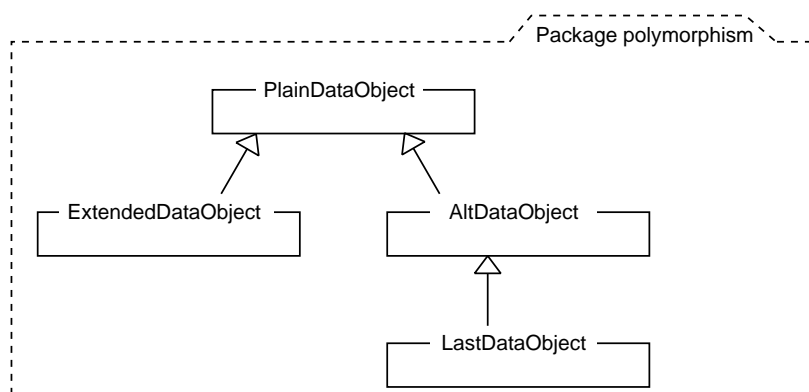 Package polymorphism
PlainDataObject
ExtendedDataObject
AltDataObject
LastDataObject